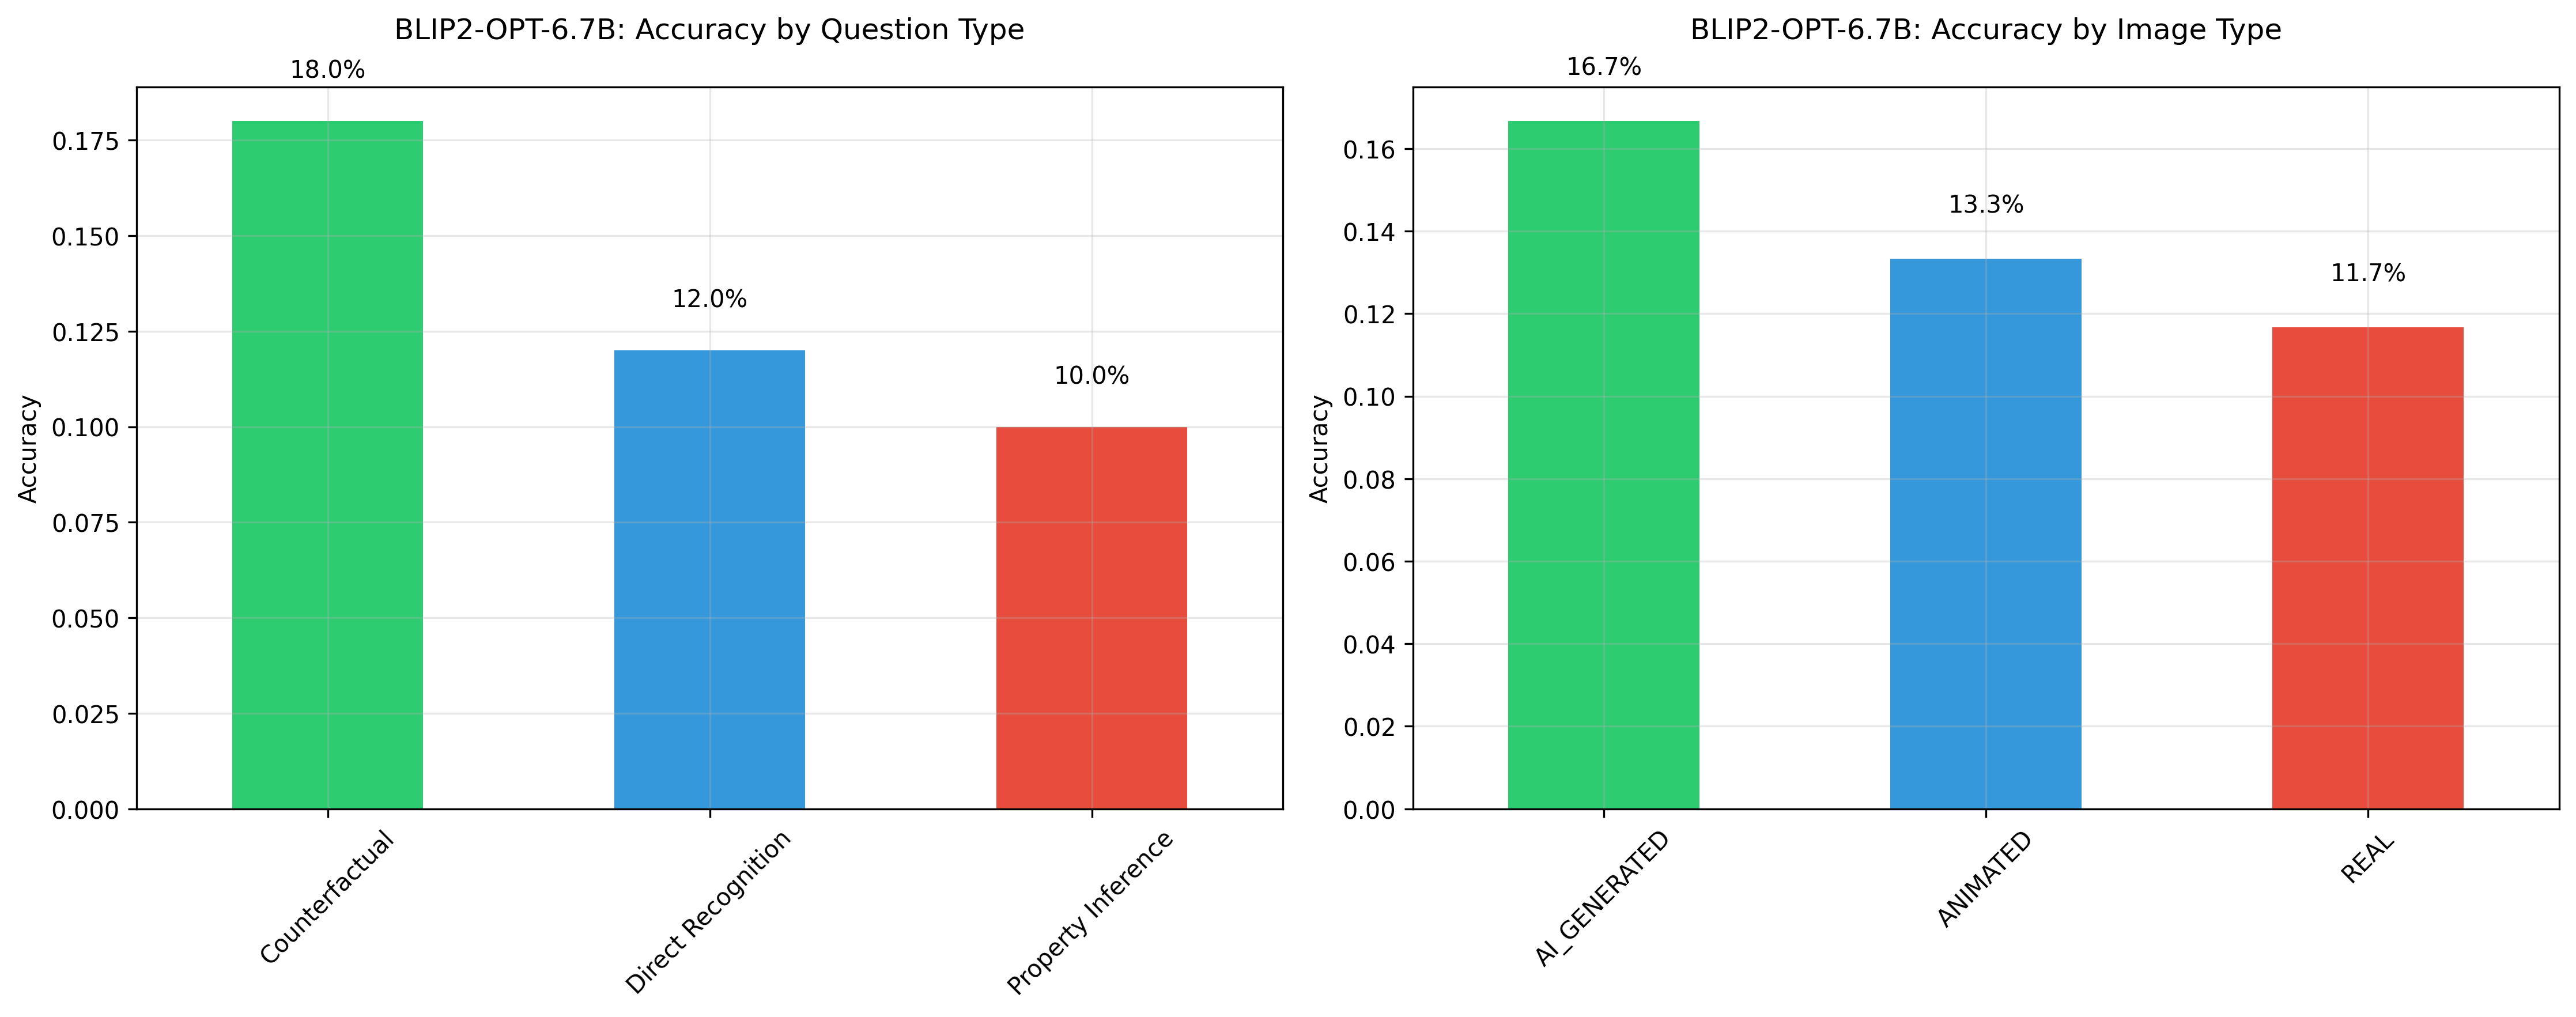 BLIP2-OPT-6.7B: Accuracy by Question Type
18.0%
12.0%
10.0%
0.175
0.150
0.125
0.100
0.075
0.050
0.025
0.000
Accuracy
Counterfactual
Direct Recognition
Property Inference
BLIP2-OPT-6.7B: Accuracy by Image Type
16.7%
13.3%
11.7%
0.16
0.14
0.12
0.10
0.08
0.06
0.04
0.02
0.00
Accuracy
AI_GENERATED
ANIMATED
REAL